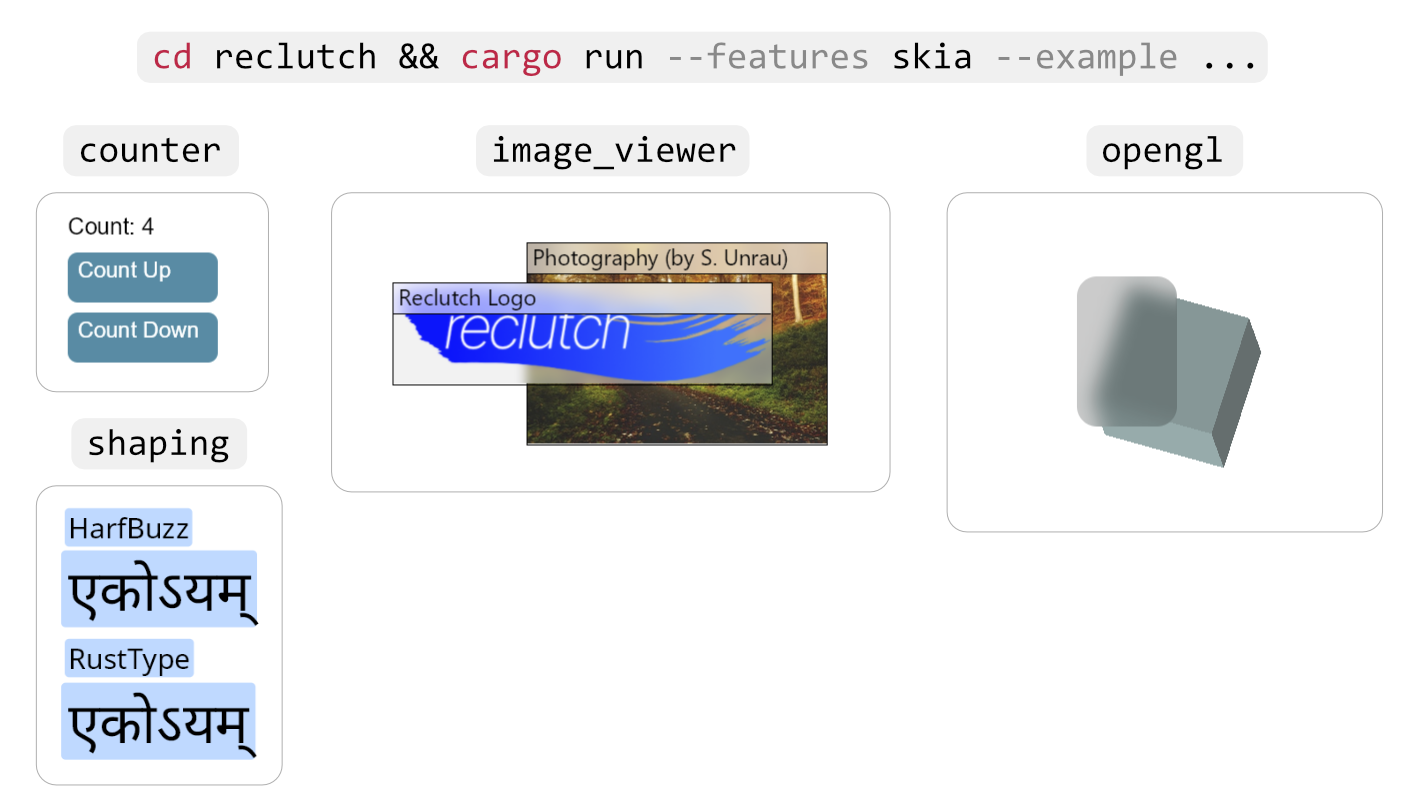 cd reclutch && cargo run --features skia --example ...
counter
Count: 4
Count Up
Count Down
image_viewer
Photography (by S. Unrau)
Reclutch Logo
reclutch
opengl
shaping
HarfBuzz
एकोऽयम्
RustType
एकोऽयम्